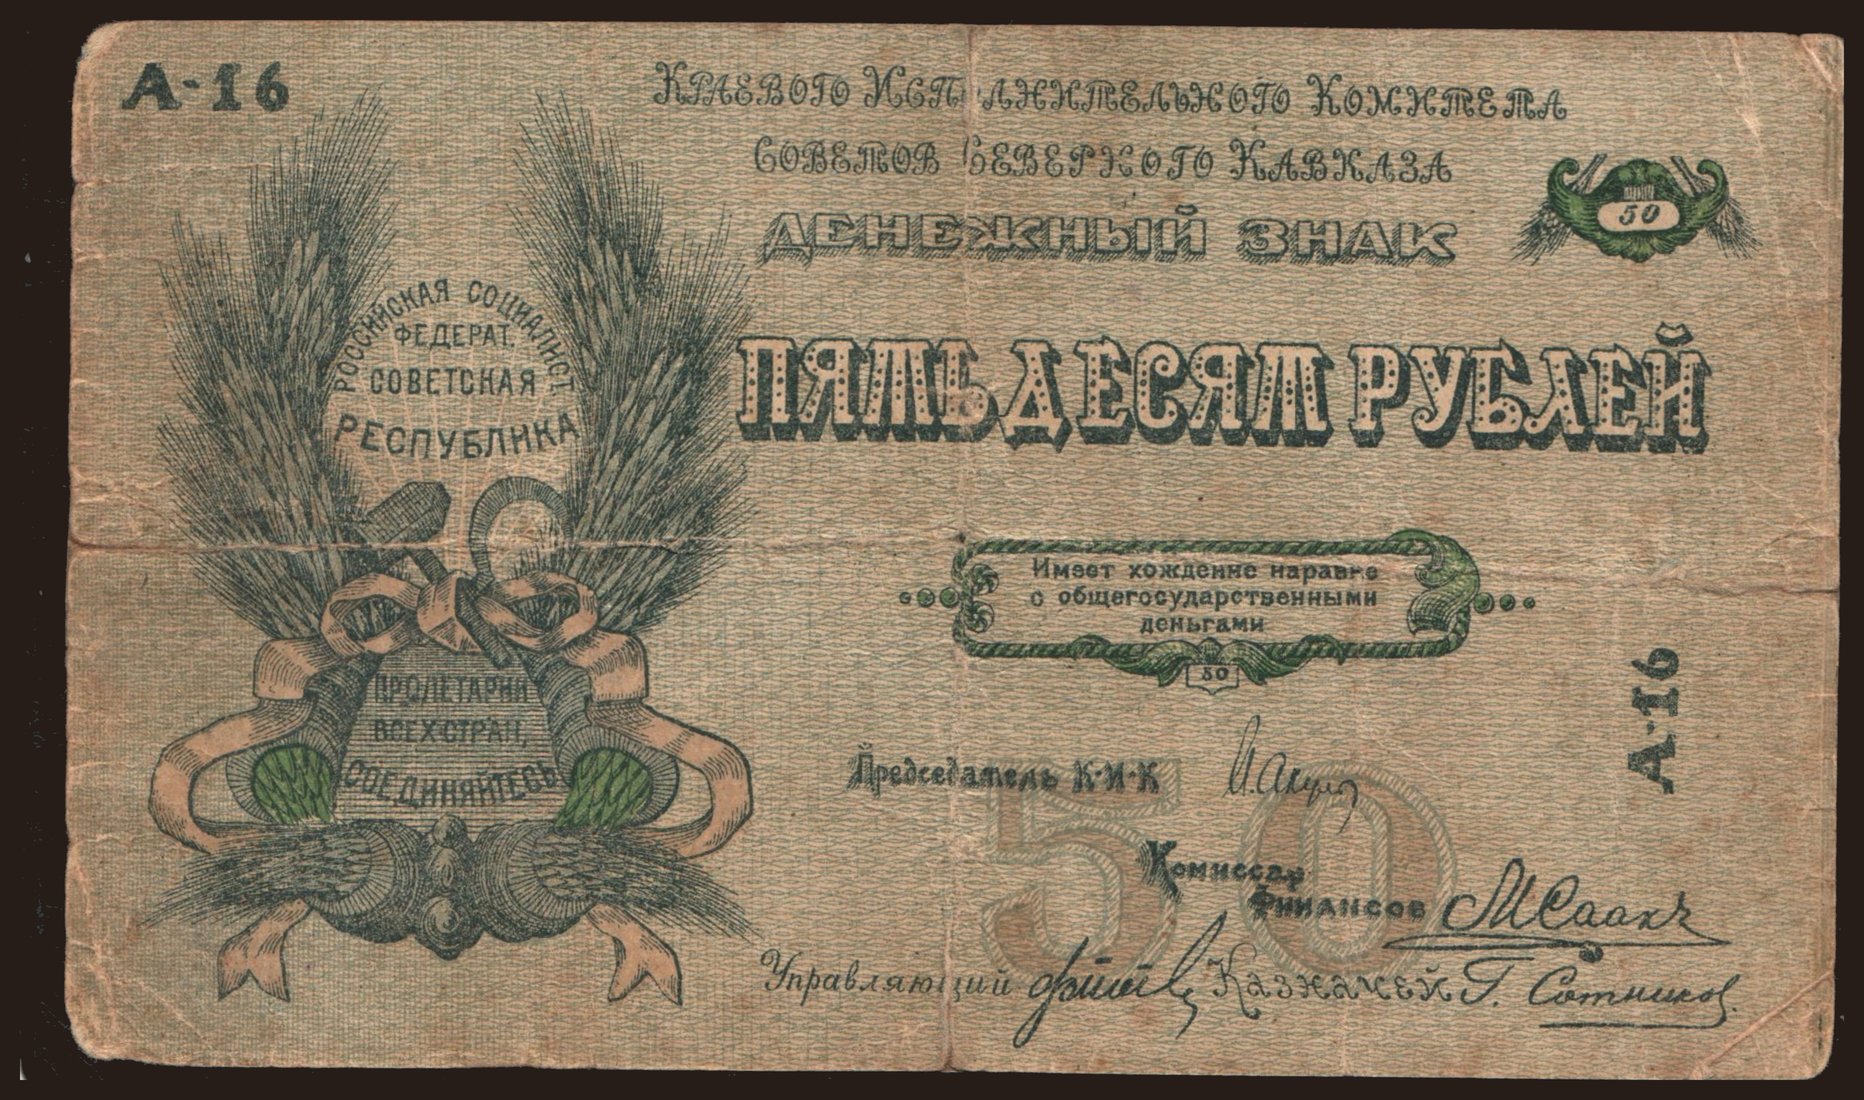 А-16
КРАЕВОГО ИСПОЛНИТЕЛЬНОГО КОМИТЕТА
СОВЕТОВ СЕВЕРНОГО КАВКАЗА
ДЕНЕЖНЫЙ ЗНАК
50
РОССИЙСКАЯ СОЦИАЛИСТ.
ФЕДЕРАТ.
СОВЕТСКАЯ
РЕСПУБЛИКА
ПЯТЬДЕСЯТ РУБЛЕЙ
Имеет хождение наравне
с общегосударственными
деньгами
50
ПРОЛЕТАРИИ
ВСЕХ СТРАН,
СОЕДИНЯЙТЕСЬ
А-16
Председатель К-И-К
50
Комиссар
Финансов МСаакъ
Управляющий
Казначей Г. Сотников.